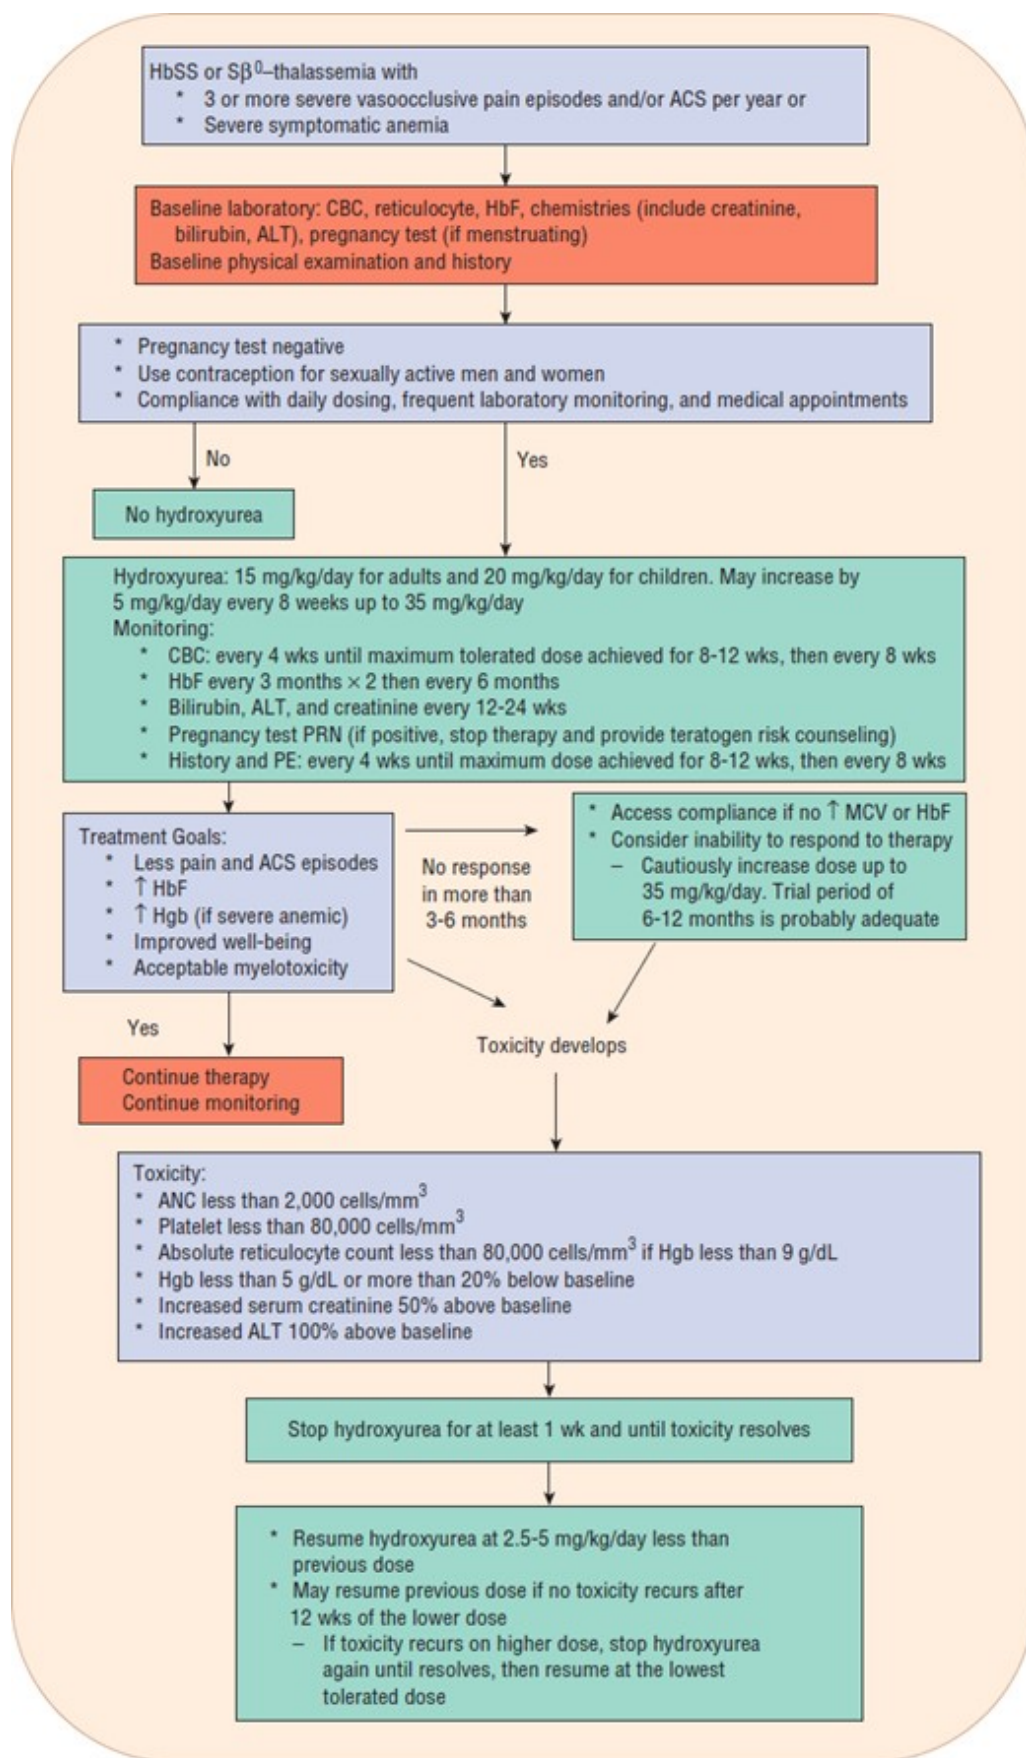 HbSS or Sβ⁰–thalassemia with
* 3 or more severe vasoocclusive pain episodes and/or ACS per year or
* Severe symptomatic anemia
Baseline laboratory: CBC, reticulocyte, HbF, chemistries (include creatinine,
bilirubin, ALT), pregnancy test (if menstruating)
Baseline physical examination and history
* Pregnancy test negative
* Use contraception for sexually active men and women
* Compliance with daily dosing, frequent laboratory monitoring, and medical appointments
No
Yes
No hydroxyurea
Hydroxyurea: 15 mg/kg/day for adults and 20 mg/kg/day for children. May increase by
5 mg/kg/day every 8 weeks up to 35 mg/kg/day
Monitoring:
* CBC: every 4 wks until maximum tolerated dose achieved for 8-12 wks, then every 8 wks
* HbF every 3 months × 2 then every 6 months
* Bilirubin, ALT, and creatinine every 12-24 wks
* Pregnancy test PRN (if positive, stop therapy and provide teratogen risk counseling)
* History and PE: every 4 wks until maximum dose achieved for 8-12 wks, then every 8 wks
Treatment Goals:
* Less pain and ACS episodes
* ↑ HbF
* ↑ Hgb (if severe anemic)
* Improved well-being
* Acceptable myelotoxicity
No response
in more than
3-6 months
* Access compliance if no ↑ MCV or HbF
* Consider inability to respond to therapy
– Cautiously increase dose up to
35 mg/kg/day. Trial period of
6-12 months is probably adequate
Yes
Toxicity develops
Continue therapy
Continue monitoring
Toxicity:
* ANC less than 2,000 cells/mm³
* Platelet less than 80,000 cells/mm³
* Absolute reticulocyte count less than 80,000 cells/mm³ if Hgb less than 9 g/dL
* Hgb less than 5 g/dL or more than 20% below baseline
* Increased serum creatinine 50% above baseline
* Increased ALT 100% above baseline
Stop hydroxyurea for at least 1 wk and until toxicity resolves
* Resume hydroxyurea at 2.5-5 mg/kg/day less than
previous dose
* May resume previous dose if no toxicity recurs after
12 wks of the lower dose
– If toxicity recurs on higher dose, stop hydroxyurea
again until resolves, then resume at the lowest
tolerated dose